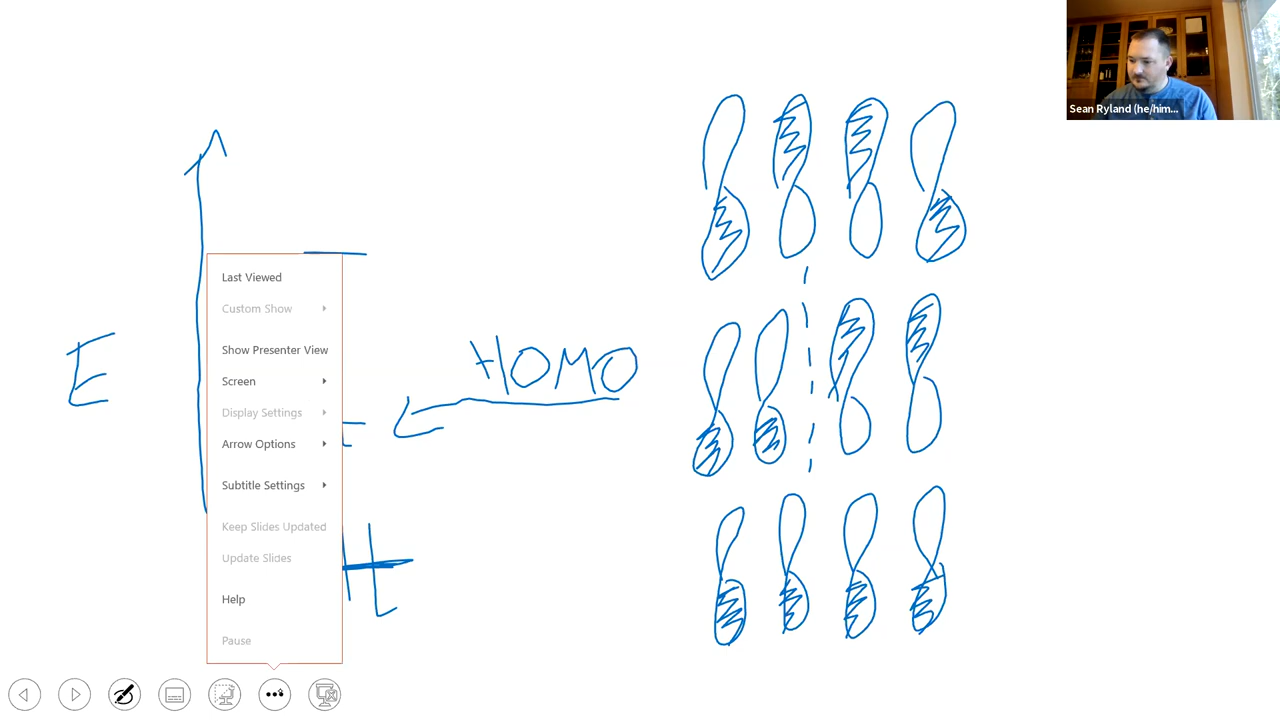 Sean Ryland (he/him...
E
HOMO
Last Viewed
Custom Show
Show Presenter View
Screen
Display Settings
Arrow Options
Subtitle Settings
Keep Slides Updated
Update Slides
Help
Pause